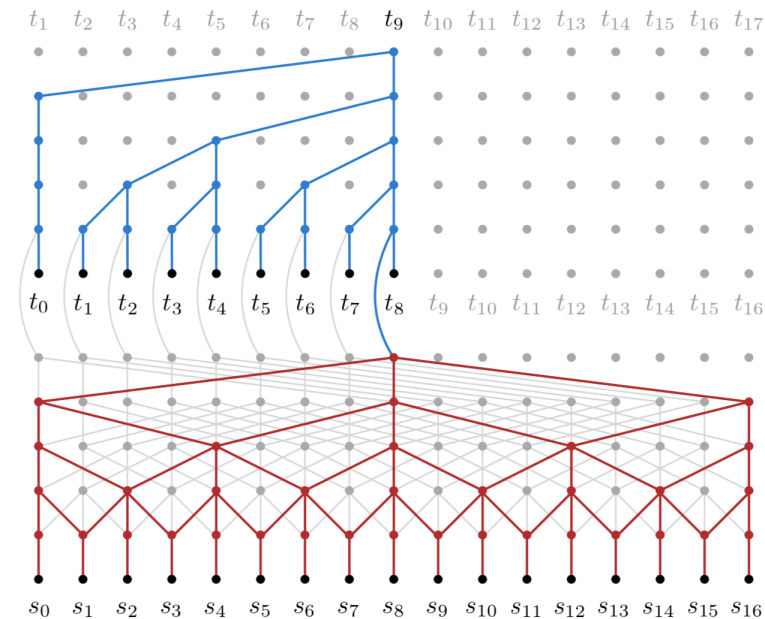 t₁ t₂ t₃ t₄ t₅ t₆ t₇ t₈ t₉ t₁₀ t₁₁ t₁₂ t₁₃ t₁₄ t₁₅ t₁₆ t₁₇
t₀ t₁ t₂ t₃ t₄ t₅ t₆ t₇ t₈ t₉ t₁₀ t₁₁ t₁₂ t₁₃ t₁₄ t₁₅ t₁₆
s₀ s₁ s₂ s₃ s₄ s₅ s₆ s₇ s₈ s₉ s₁₀ s₁₁ s₁₂ s₁₃ s₁₄ s₁₅ s₁₆